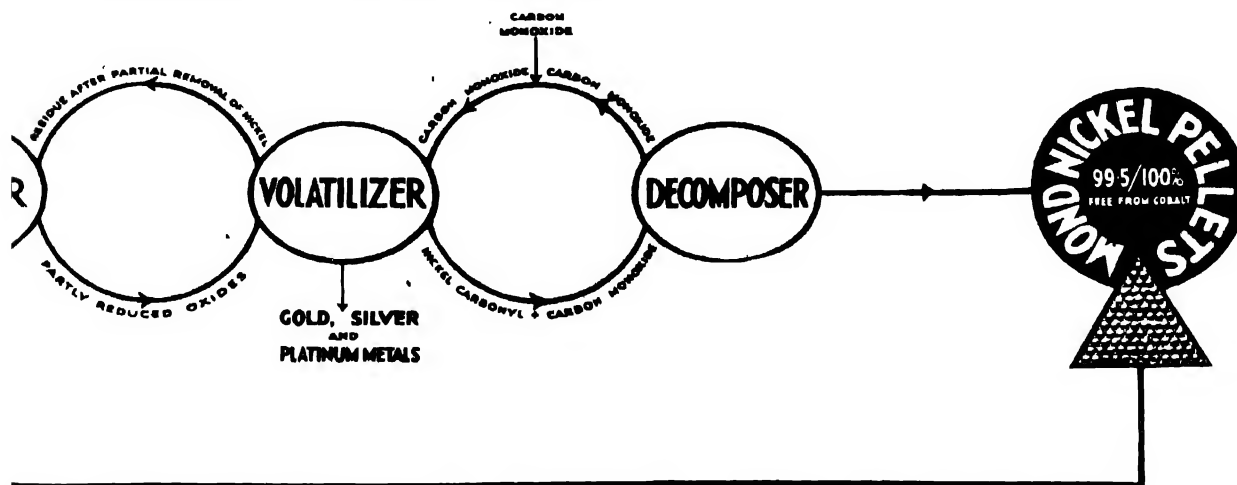 CARBON
MONOXIDE
RESIDUE AFTER PARTIAL REMOVAL OF NICKEL
CARBON MONOXIDE
CARBON MONOXIDE
R
VOLATILIZER
DECOMPOSER
MOND NICKEL PELLETS
99·5/100%
FREE FROM COBALT
PARTLY REDUCED OXIDES
NICKEL CARBONYL + CARBON MONOXIDE
GOLD, SILVER
AND
PLATINUM METALS